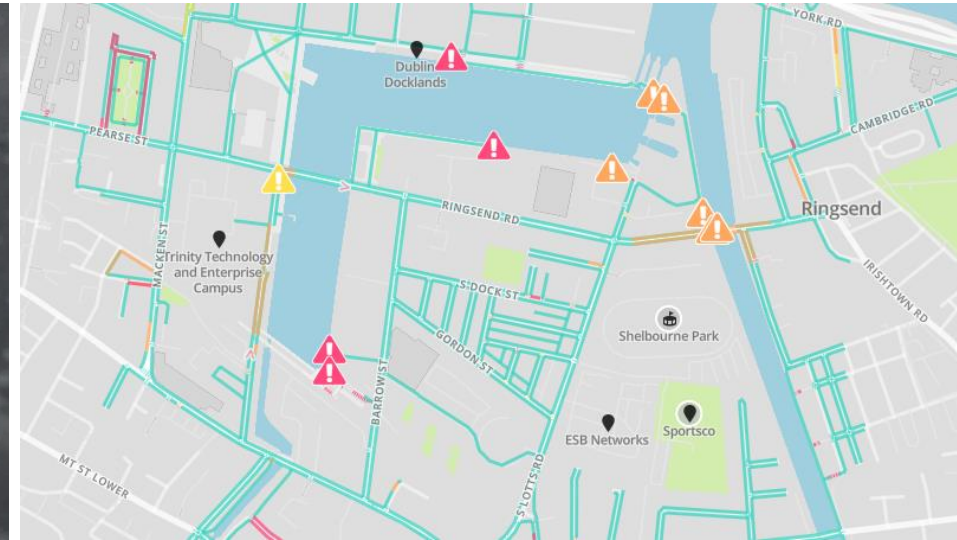 YORK RD
Dublin
Docklands
CAMBRIDGE RD
PEARSE ST
Ringsend
RINGSEND RD
MACKEN ST
Trinity Technology
and Enterprise
Campus
IRISHTOWN RD
S DOCK ST
Shelbourne Park
GORDON ST
BARROW ST
Sportsco
ESB Networks
MT ST LOWER
S LOTTS RD